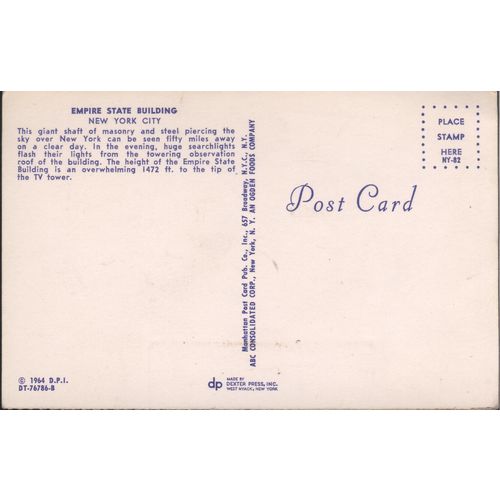 EMPIRE STATE BUILDING
NEW YORK CITY
This giant shaft of masonry and steel piercing the
sky over New York can be seen fifty miles away
on a clear day. In the evening, huge searchlights
flash their lights from the towering observation
roof of the building. The height of the Empire State
Building is an overwhelming 1472 ft. to the tip of
the TV tower.
© 1964 D.P.I.
DT-76786-B
Manhattan Post Card Pub. Co., Inc., 657 Broadway, N.Y.C., N.Y.
ABC CONSOLIDATED CORP., New York, N. Y. AN OGDEN FOODS COMPANY
dp
MADE BY
DEXTER PRESS, INC.
WEST NYACK, NEW YORK
PLACE
STAMP
HERE
NY-82
Post Card